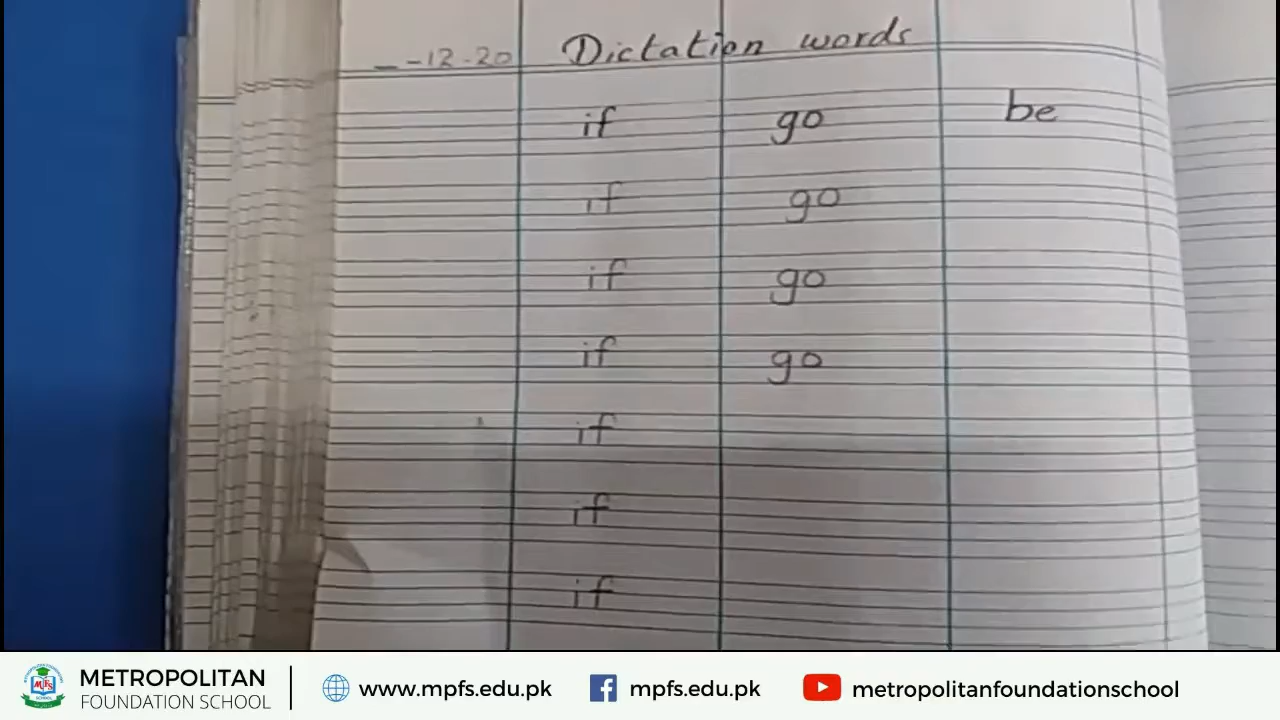 _-12-20 Dictation words
if go be
if go
if go
if go
if
if
if
METROPOLITAN
FOUNDATION SCHOOL
www.mpfs.edu.pk
mpfs.edu.pk
metropolitanfoundationschool